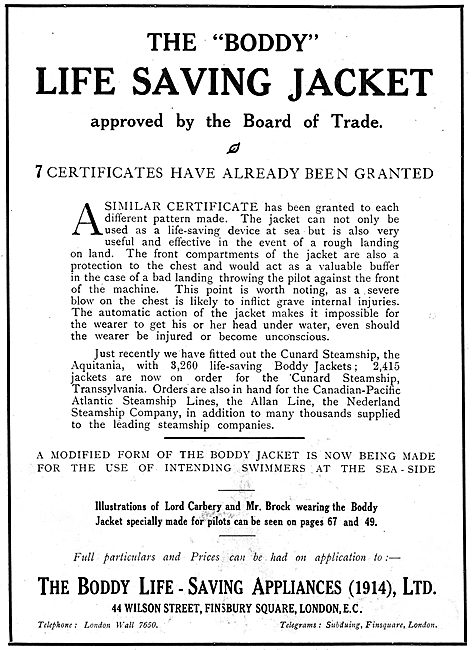 THE "BODDY"
LIFE SAVING JACKET
approved by the Board of Trade.
7 CERTIFICATES HAVE ALREADY BEEN GRANTED
A SIMILAR CERTIFICATE has been granted to each
different pattern made. The jacket can not only be
used as a life-saving device at sea but is also very
useful and effective in the event of a rough landing
on land. The front compartments of the jacket are also a
protection to the chest and would act as a valuable buffer
in the case of a bad landing throwing the pilot against the front
of the machine. This point is worth noting, as a severe
blow on the chest is likely to inflict grave internal injuries.
The automatic action of the jacket makes it impossible for
the wearer to get his or her head under water, even should
the wearer be injured or become unconscious.
Just recently we have fitted out the Cunard Steamship, the
Aquitania, with 3,260 life-saving Boddy Jackets; 2,415
jackets are now on order for the Cunard Steamship,
Transsylvania. Orders are also in hand for the Canadian-Pacific
Atlantic Steamship Lines, the Allan Line, the Nederland
Steamship Company, in addition to many thousands supplied
to the leading steamship companies.
A MODIFIED FORM OF THE BODDY JACKET IS NOW BEING MADE
FOR THE USE OF INTENDING SWIMMERS AT THE SEA-SIDE
Illustrations of Lord Carbery and Mr. Brock wearing the Boddy
Jacket specially made for pilots can be seen on pages 67 and 49.
Full particulars and Prices can be had on application to:—
THE BODDY LIFE-SAVING APPLIANCES (1914), LTD.
44 WILSON STREET, FINSBURY SQUARE, LONDON, E.C.
Telephone: London Wall 7650. Telegrams: Subduing, Finsquare, London.